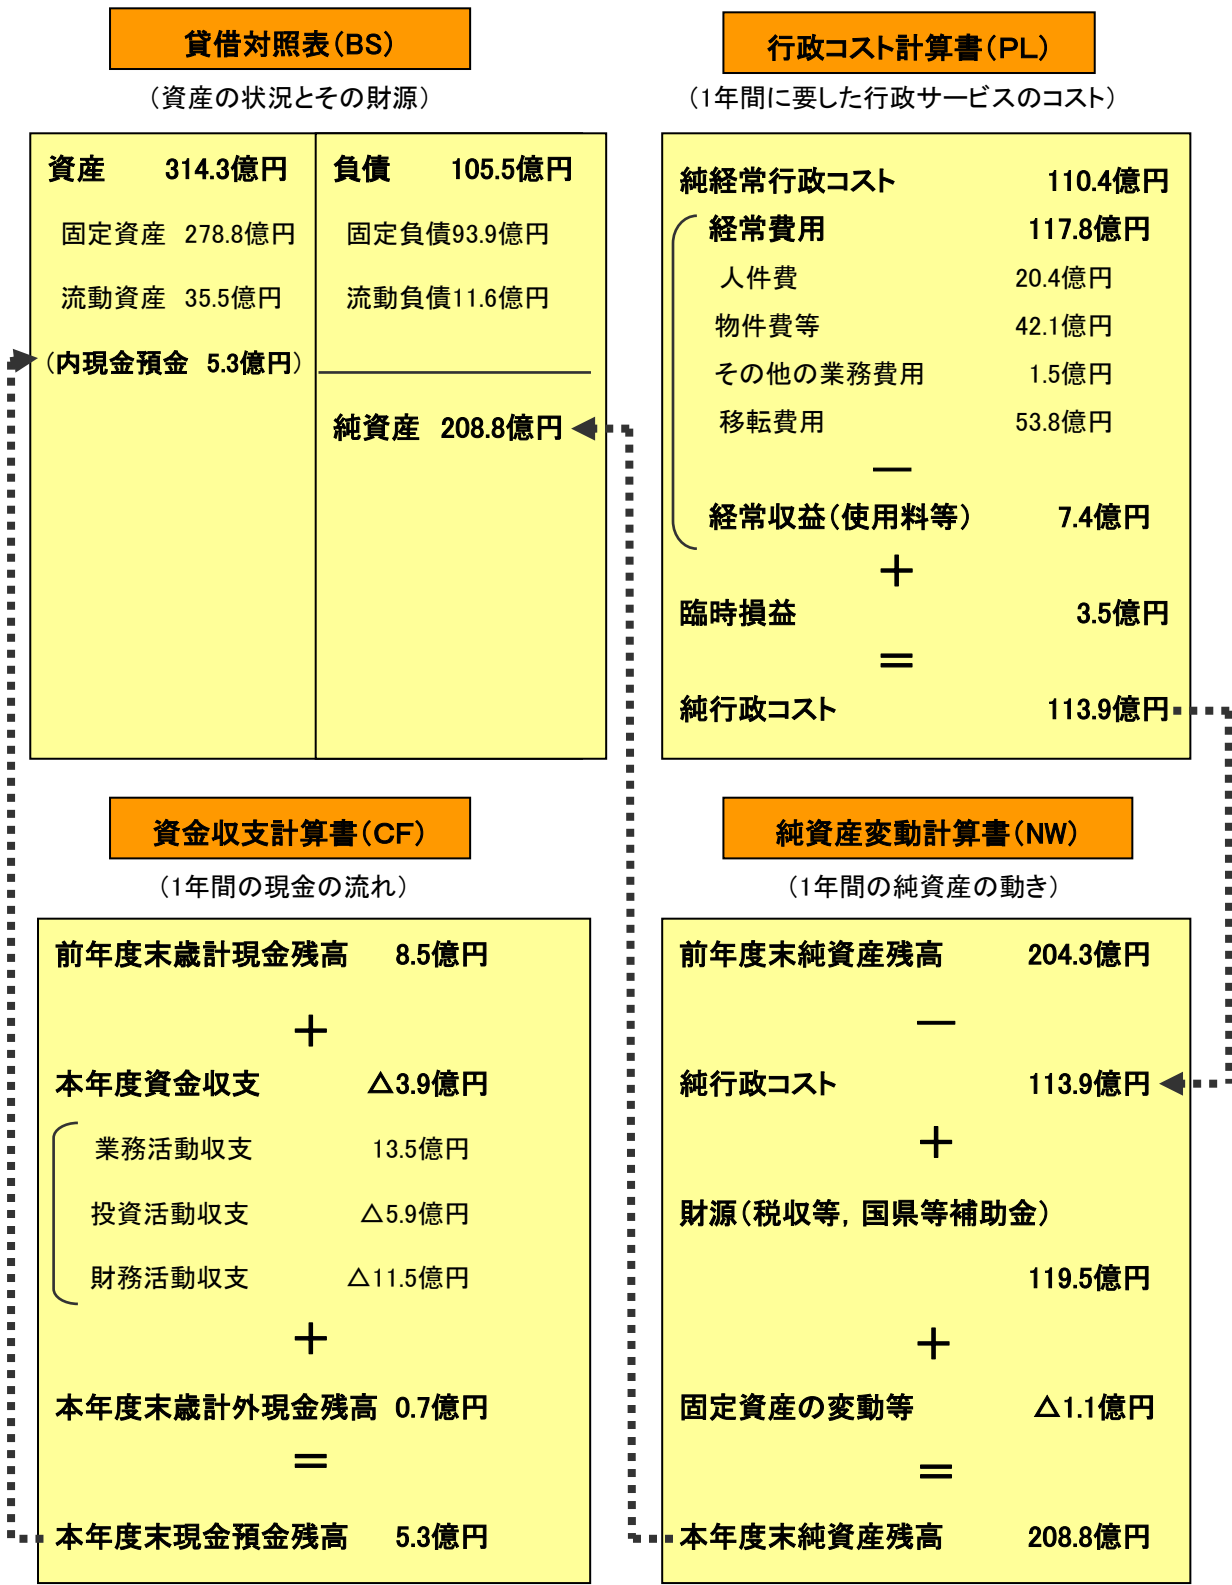 貸借対照表（BS）
（資産の状況とその財源）
資産　314.3億円
固定資産　278.8億円
流動資産　35.5億円
（内現金預金　5.3億円）
負債　105.5億円
固定負債93.9億円
流動負債11.6億円
純資産　208.8億円
行政コスト計算書（PL）
（1年間に要した行政サービスのコスト）
純経常行政コスト　110.4億円
経常費用　117.8億円
人件費　20.4億円
物件費等　42.1億円
その他の業務費用　1.5億円
移転費用　53.8億円
－
経常収益（使用料等）　7.4億円
＋
臨時損益　3.5億円
＝
純行政コスト　113.9億円
資金収支計算書（CF）
（1年間の現金の流れ）
前年度末歳計現金残高　8.5億円
＋
本年度資金収支　△3.9億円
業務活動収支　13.5億円
投資活動収支　△5.9億円
財務活動収支　△11.5億円
＋
本年度末歳計外現金残高　0.7億円
＝
本年度末現金預金残高　5.3億円
純資産変動計算書（NW）
（1年間の純資産の動き）
前年度末純資産残高　204.3億円
－
純行政コスト　113.9億円
＋
財源（税収等，国県等補助金）
119.5億円
＋
固定資産の変動等　△1.1億円
＝
本年度末純資産残高　208.8億円